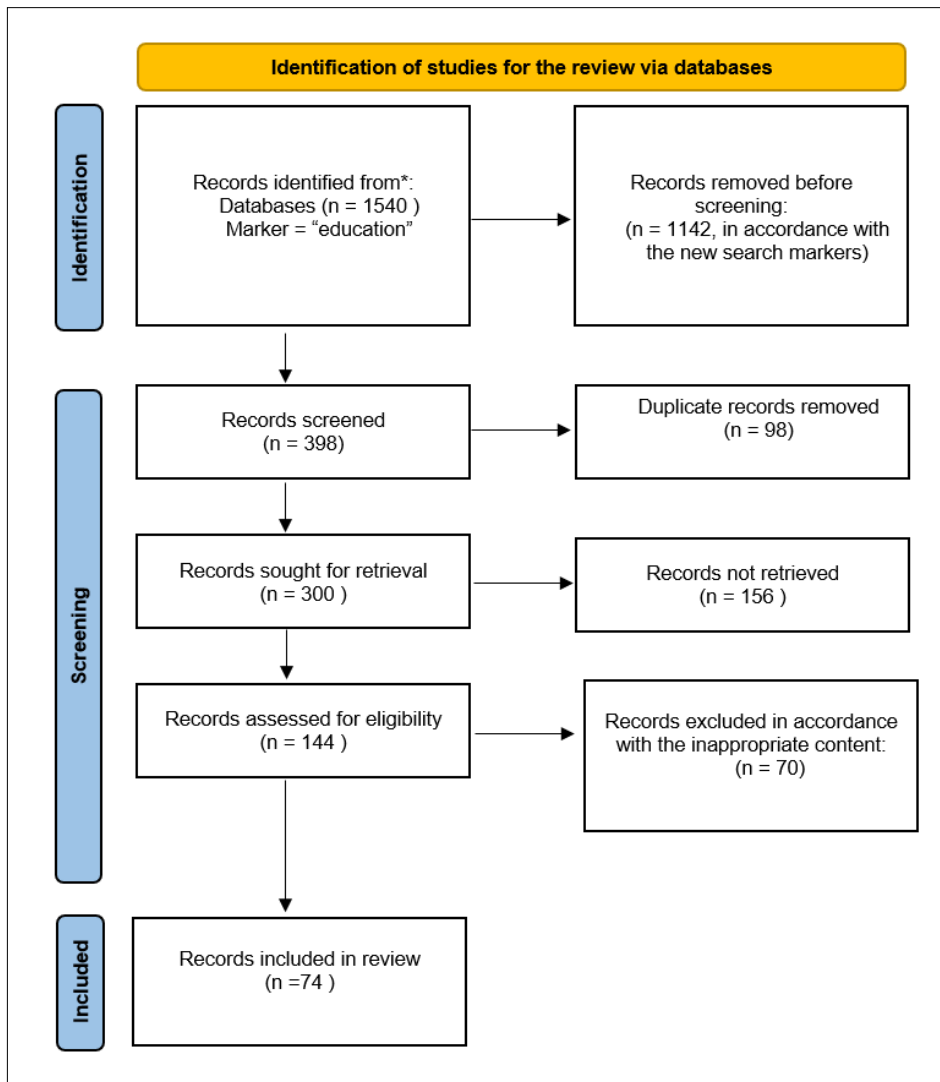 Identification of studies for the review via databases
Identification
Records identified from*:
Databases (n = 1540 )
Marker = “education”
Records removed before
screening:
(n = 1142, in accordance with
the new search markers)
Screening
Records screened
(n = 398)
Duplicate records removed
(n = 98)
Records sought for retrieval
(n = 300 )
Records not retrieved
(n = 156 )
Records assessed for eligibility
(n = 144 )
Records excluded in accordance
with the inappropriate content:
(n = 70)
Included
Records included in review
(n =74 )